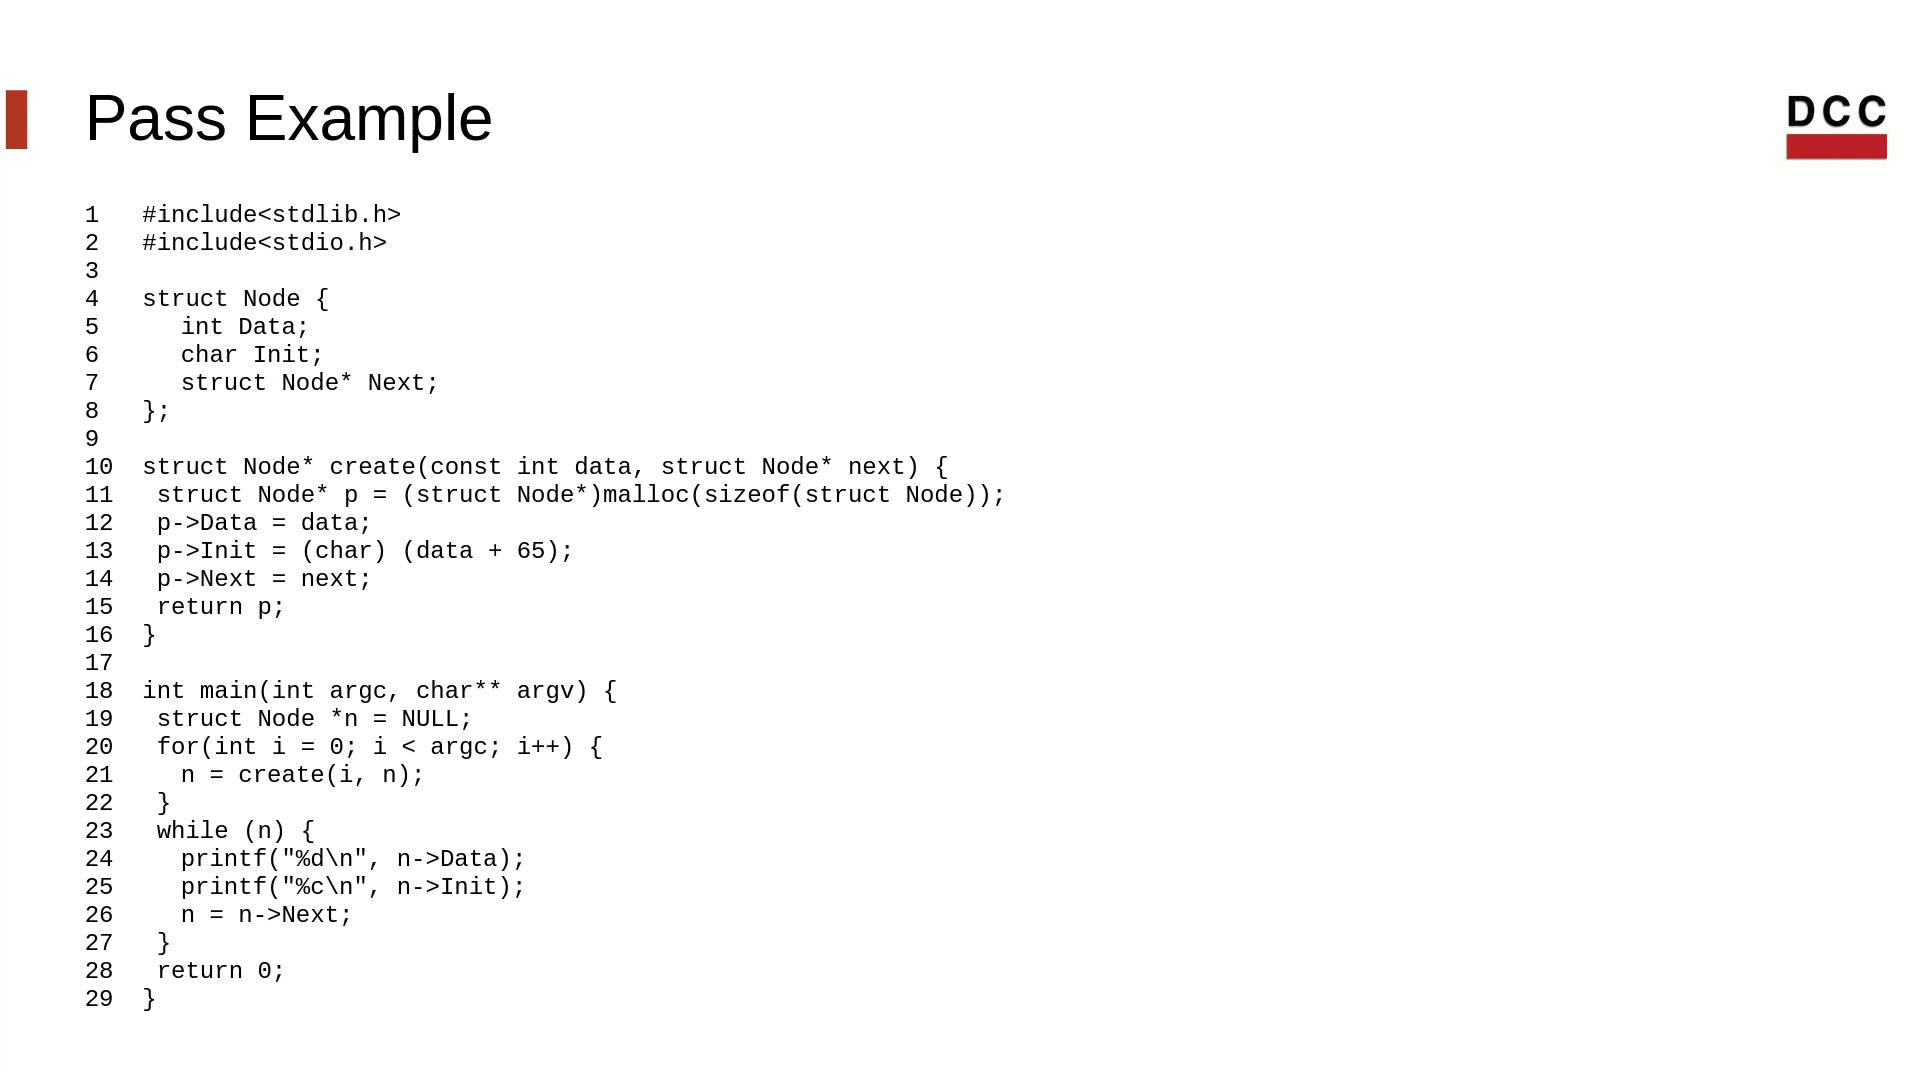 Pass Example
DCC
1   #include<stdlib.h>
2   #include<stdio.h>
3
4   struct Node {
5      int Data;
6      char Init;
7      struct Node* Next;
8   };
9
10  struct Node* create(const int data, struct Node* next) {
11   struct Node* p = (struct Node*)malloc(sizeof(struct Node));
12   p->Data = data;
13   p->Init = (char) (data + 65);
14   p->Next = next;
15   return p;
16  }
17
18  int main(int argc, char** argv) {
19   struct Node *n = NULL;
20   for(int i = 0; i < argc; i++) {
21     n = create(i, n);
22   }
23   while (n) {
24     printf("%d\n", n->Data);
25     printf("%c\n", n->Init);
26     n = n->Next;
27   }
28   return 0;
29  }